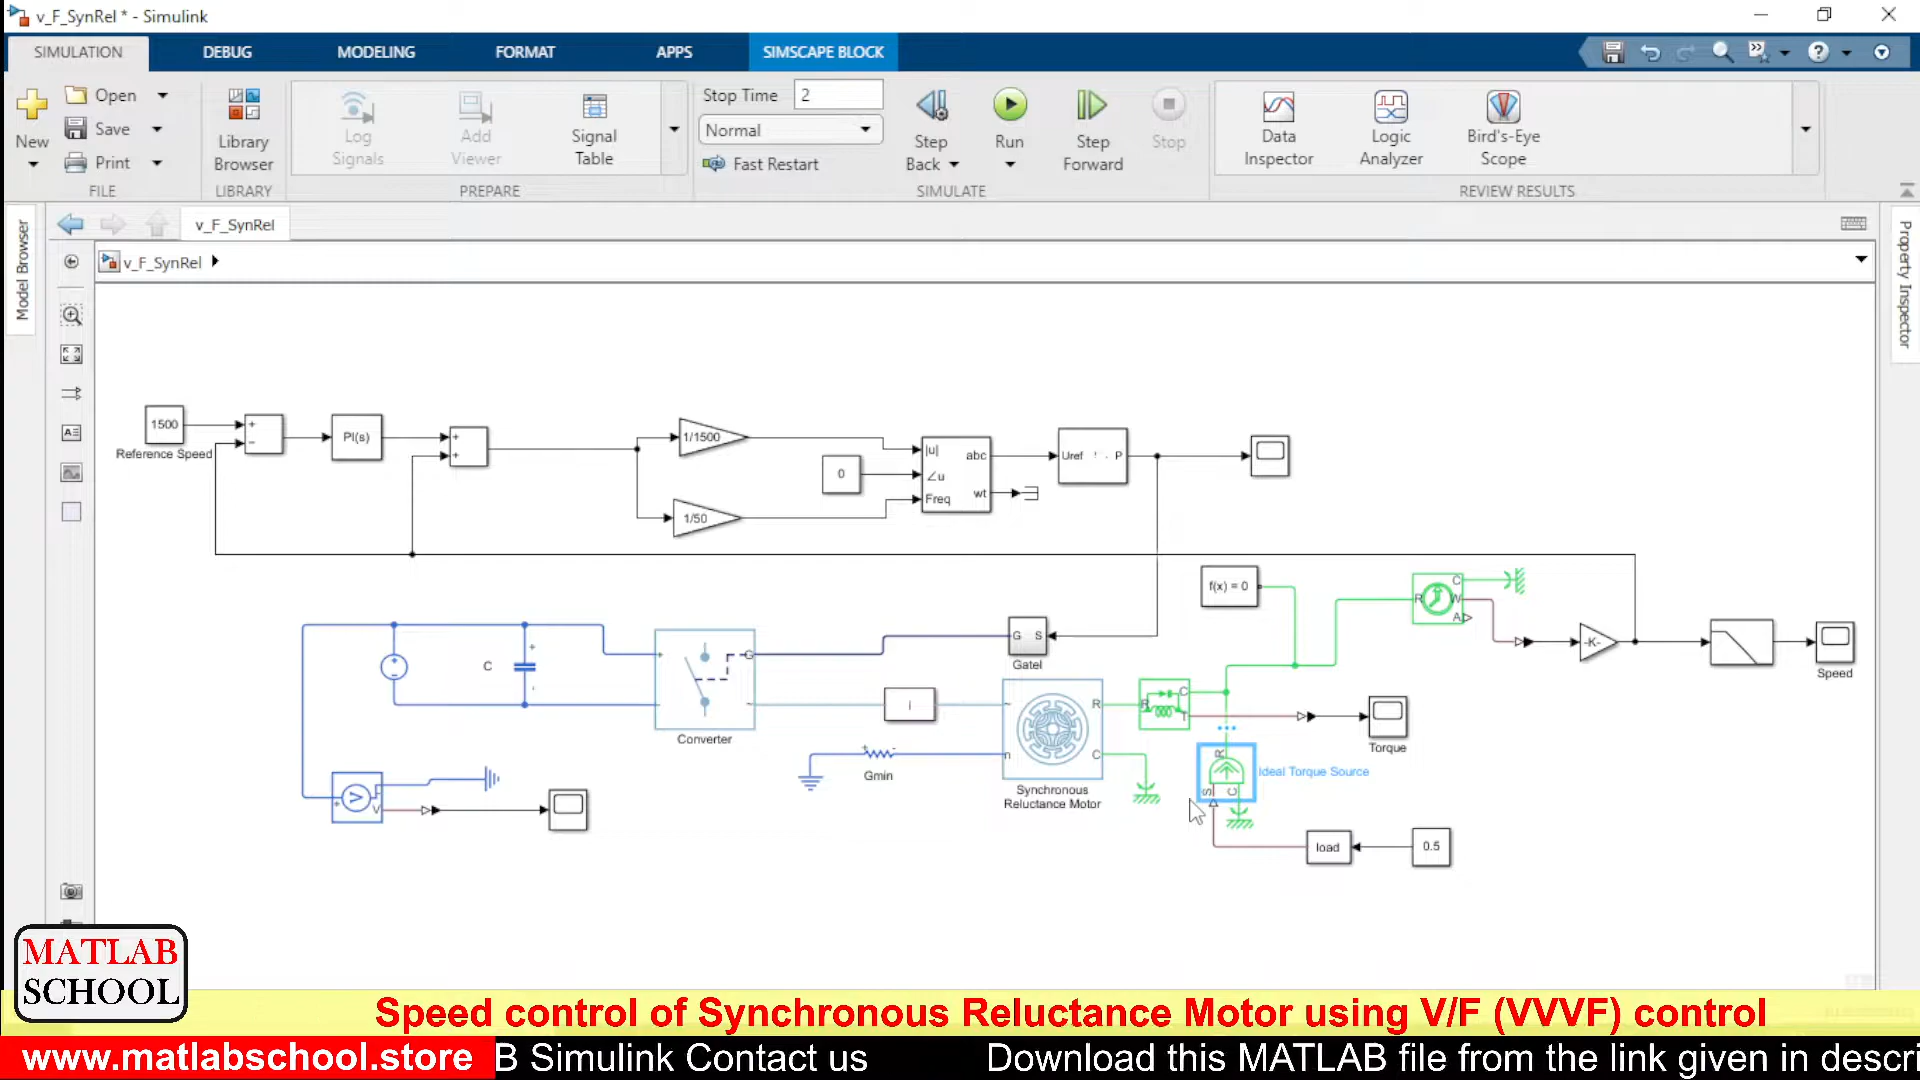 v_F_SynRel * - Simulink
SIMULATION DEBUG MODELING FORMAT APPS SIMSCAPE BLOCK
New
Open
Save
Print
FILE
Library Browser
LIBRARY
Log Signals
Add Viewer
Signal Table
PREPARE
Stop Time 2
Normal
Fast Restart
Step Back
Run
Step Forward
Stop
SIMULATE
Data Inspector
Logic Analyzer
Bird's-Eye Scope
REVIEW RESULTS
Model Browser
Property Inspector
v_F_SynRel
v_F_SynRel
1500
Reference Speed
+
−
PI(s)
+
+
1/1500
1/50
0
|u|
∠u
Freq
abc
wt
Uref P
f(x) = 0
R C W A
-K-
Speed
G S
GateI
C
+
+
-
G
~
Converter
i
+ -
Gmin
~
n
R
C
Synchronous
Reluctance Motor
R C T
Torque
R
S C
Ideal Torque Source
load
0.5
+ V
V
MATLAB
SCHOOL
Speed control of Synchronous Reluctance Motor using V/F (VVVF) control
www.matlabschool.store B Simulink Contact us Download this MATLAB file from the link given in descri